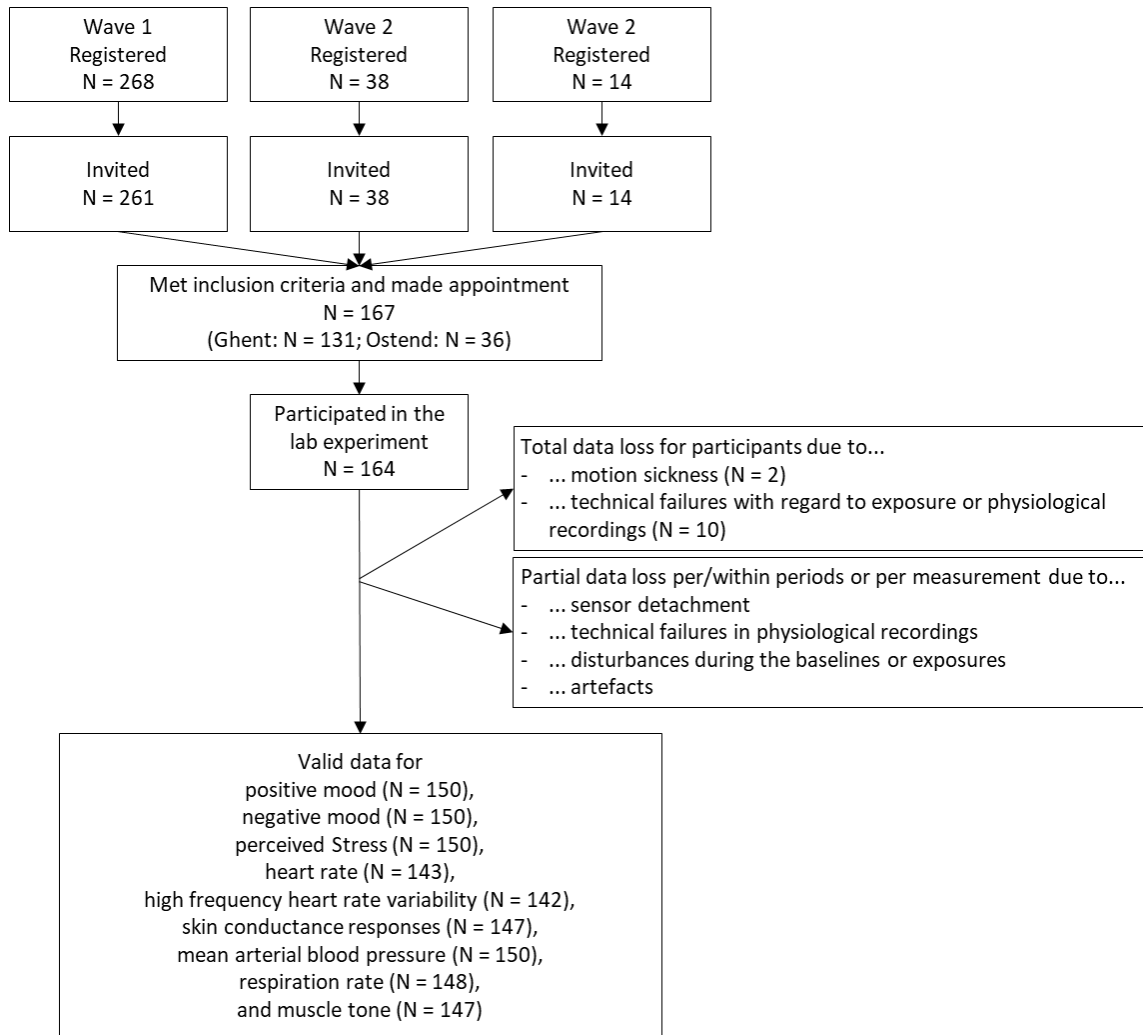 Wave 1
Registered
N = 268
Wave 2
Registered
N = 38
Wave 2
Registered
N = 14
Invited
N = 261
Invited
N = 38
Invited
N = 14
Met inclusion criteria and made appointment
N = 167
(Ghent: N = 131; Ostend: N = 36)
Participated in the
lab experiment
N = 164
Total data loss for participants due to...
- ... motion sickness (N = 2)
- ... technical failures with regard to exposure or physiological
recordings (N = 10)
Partial data loss per/within periods or per measurement due to...
- ... sensor detachment
- ... technical failures in physiological recordings
- ... disturbances during the baselines or exposures
- ... artefacts
Valid data for
positive mood (N = 150),
negative mood (N = 150),
perceived Stress (N = 150),
heart rate (N = 143),
high frequency heart rate variability (N = 142),
skin conductance responses (N = 147),
mean arterial blood pressure (N = 150),
respiration rate (N = 148),
and muscle tone (N = 147)